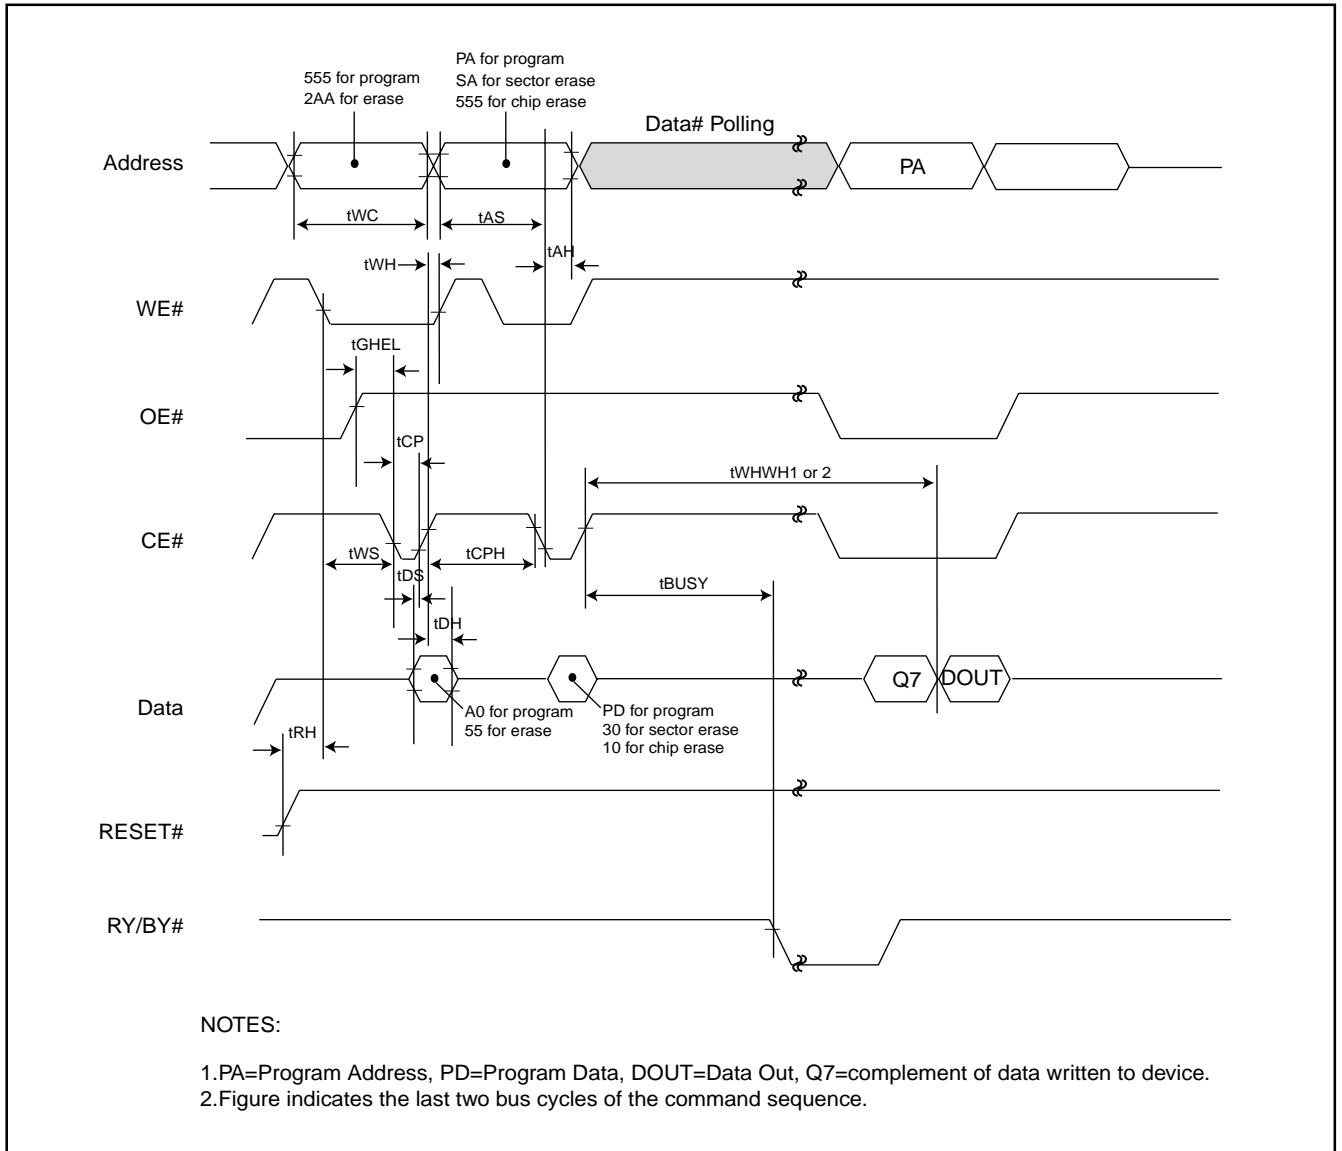 555 for program
2AA for erase
PA for program
SA for sector erase
555 for chip erase
Data# Polling
Address
PA
tWC
tAS
tAH
tWH
WE#
tGHEL
OE#
tCP
tWHWH1 or 2
CE#
tWS
tCPH
tDS
tBUSY
tDH
Q7
DOUT
Data
A0 for program
55 for erase
PD for program
30 for sector erase
10 for chip erase
tRH
RESET#
RY/BY#
NOTES:
1.PA=Program Address, PD=Program Data, DOUT=Data Out, Q7=complement of data written to device.
2.Figure indicates the last two bus cycles of the command sequence.